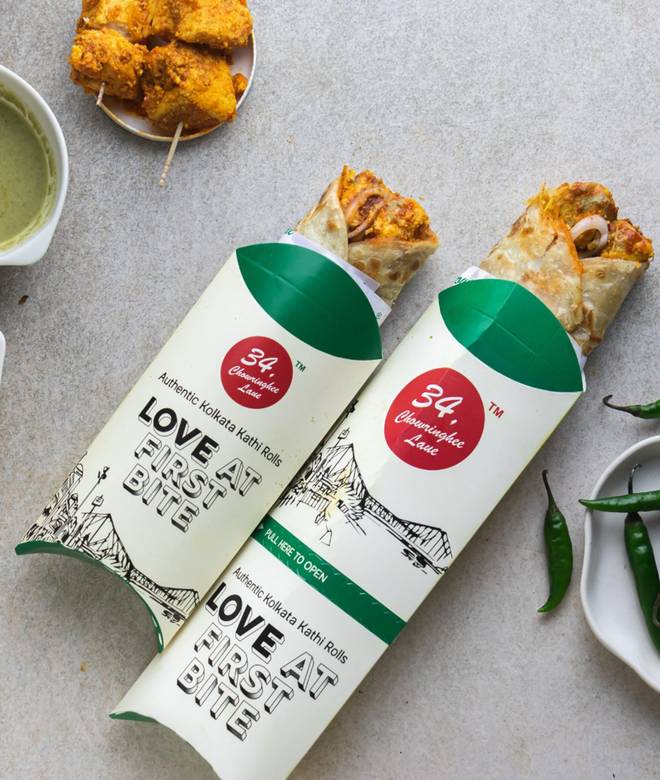 34,
Chowringhee
Lane
TM
Authentic Kolkata Kathi Rolls
LOVE AT
FIRST
BITE
34,
Chowringhee
Lane
TM
PULL HERE TO OPEN
Authentic Kolkata Kathi Rolls
LOVE AT
FIRST
BITE